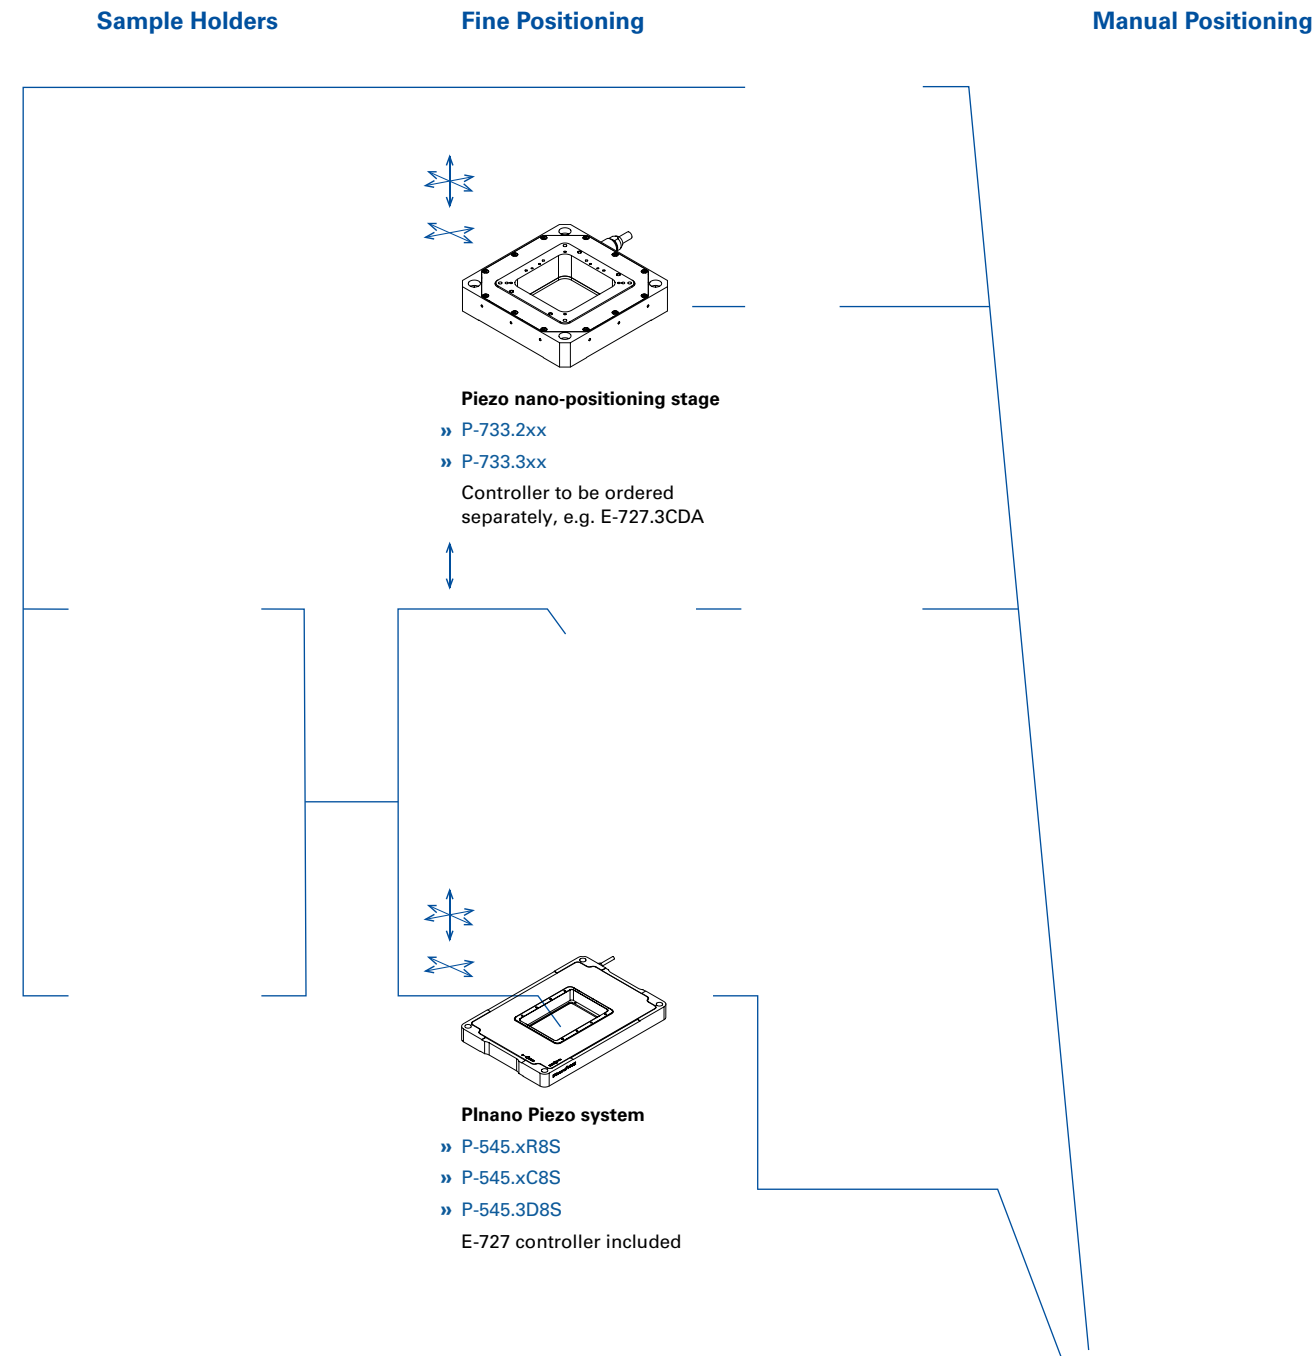 Sample Holders
Fine Positioning
Manual Positioning
Piezo nano-positioning stage
» P-733.2xx
» P-733.3xx
Controller to be ordered
separately, e.g. E-727.3CDA
PInano Piezo system
» P-545.xR8S
» P-545.xC8S
» P-545.3D8S
E-727 controller included